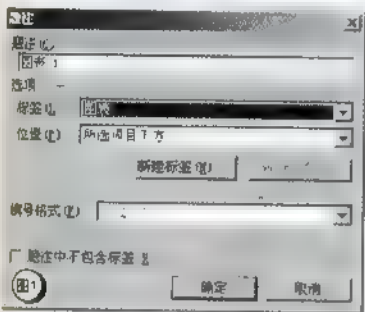 题注
题注(C)
图表 1
选项
标签(L) 图表
位置(P) 所选项目下方
新建标签(N)
编号格式(U)
题注中不包含标签
图1
确定 取消